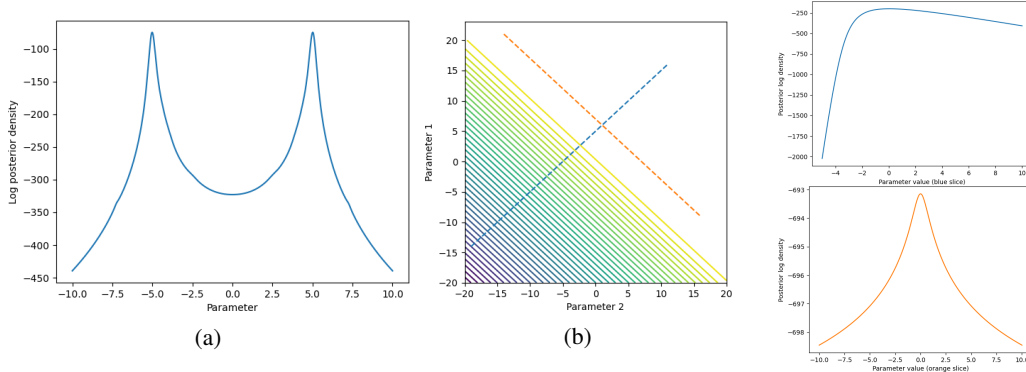 Log posterior density
-100
-150
-200
-250
-300
-350
-400
-450
-10.0 -7.5 -5.0 -2.5 0.0 2.5 5.0 7.5 10.0
Parameter
(a)
Parameter 1
20
15
10
5
0
-5
-10
-15
-20
-20 -15 -10 -5 0 5 10 15 20
Parameter 2
(b)
Posterior log density
-250
-500
-750
-1000
-1250
-1500
-1750
-2000
-4 -2 0 2 4 6 8 10
Parameter value (blue slice)
Posterior log density
-693
-694
-695
-696
-697
-698
-10.0 -7.5 -5.0 -2.5 0.0 2.5 5.0 7.5 10.0
Parameter value (orange slice)